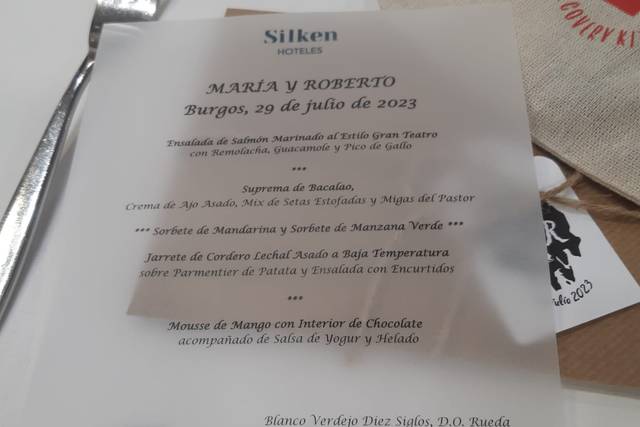 Silken
HOTELES
MARÍA Y ROBERTO
Burgos, 29 de julio de 2023
Ensalada de Salmón Marinado al Estilo Gran Teatro
con Remolacha, Guacamole y Pico de Gallo
***
Suprema de Bacalao,
Crema de Ajo Asado, Mix de Setas Estofadas y Migas del Pastor
*** Sorbete de Mandarina y Sorbete de Manzana Verde ***
Jarrete de Cordero Lechal Asado a Baja Temperatura
sobre Parmentier de Patata y Ensalada con Encurtidos
***
Mousse de Mango con Interior de Chocolate
acompañado de Salsa de Yogur y Helado
Blanco Verdejo Diez Siglos, D.O. Rueda
COVERY KIT
R
julio 2023